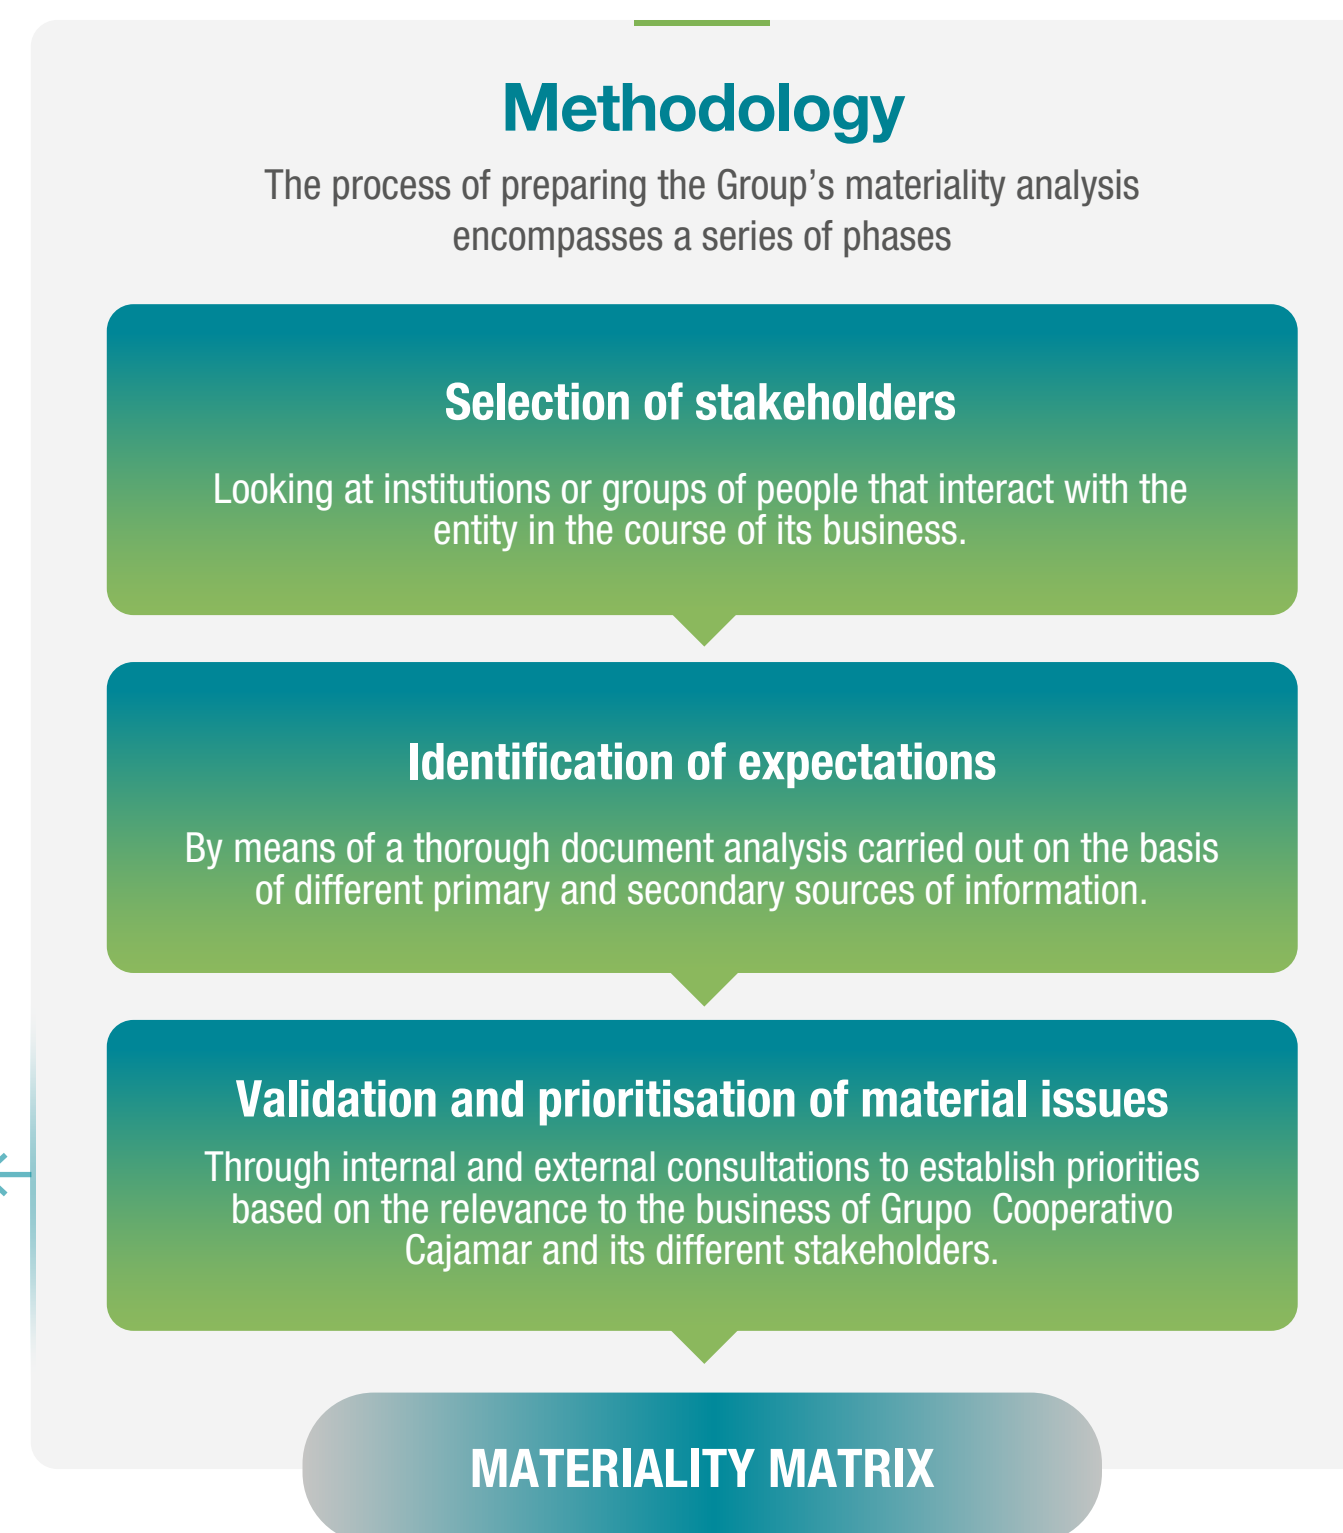 Methodology
The process of preparing the Group’s materiality analysis
encompasses a series of phases
Selection of stakeholders
Looking at institutions or groups of people that interact with the
entity in the course of its business.
Identification of expectations
By means of a thorough document analysis carried out on the basis
of different primary and secondary sources of information.
Validation and prioritisation of material issues
Through internal and external consultations to establish priorities
based on the relevance to the business of Grupo  Cooperativo
Cajamar and its different stakeholders.
MATERIALITY MATRIX